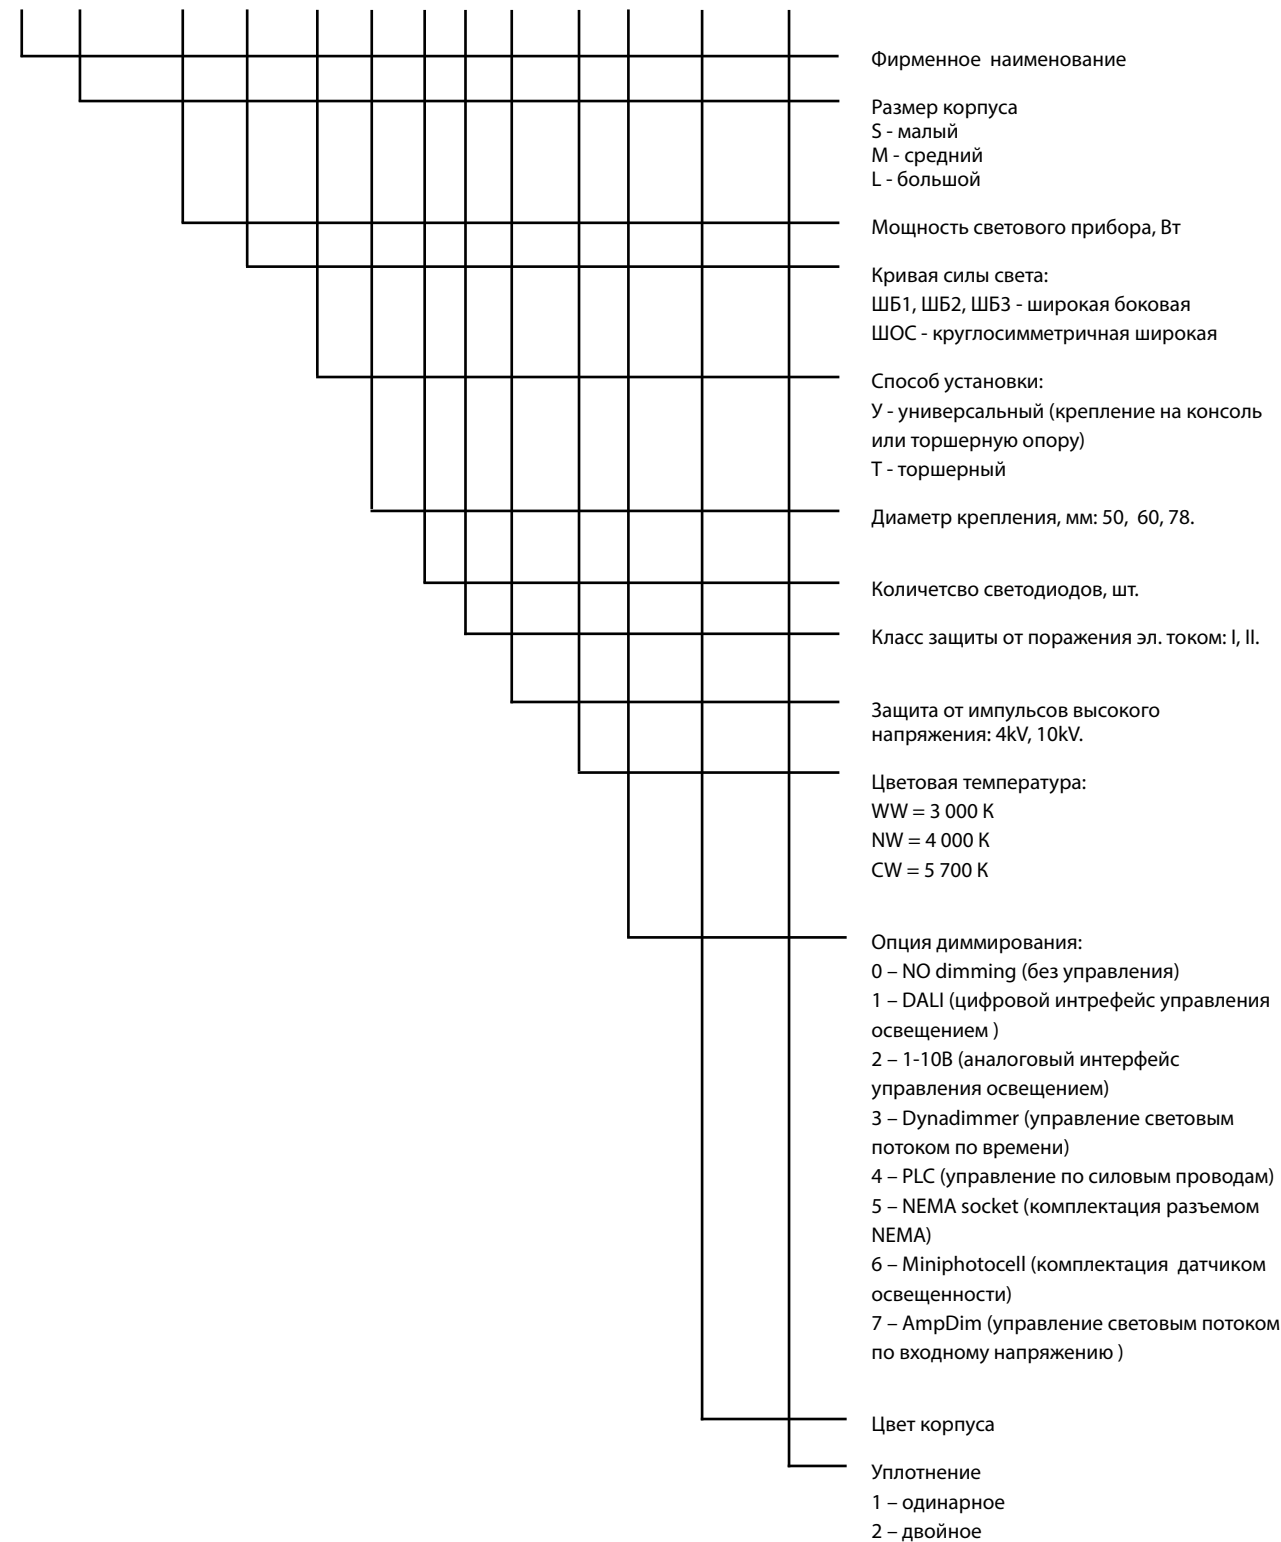 Фирменное наименование
Размер корпуса
S - малый
M - средний
L - большой
Мощность светового прибора, Вт
Кривая силы света:
ШБ1, ШБ2, ШБ3 - широкая боковая
ШОС - круглосимметричная широкая
Способ установки:
У - универсальный (крепление на консоль
или торшерную опору)
Т - торшерный
Диаметр крепления, мм: 50, 60, 78.
Количетсво светодиодов, шт.
Класс защиты от поражения эл. током: I, II.
Защита от импульсов высокого
напряжения: 4kV, 10kV.
Цветовая температура:
WW = 3 000 К
NW = 4 000 К
CW = 5 700 К
Опция диммирования:
0 – NO dimming (без управления)
1 – DALI (цифровой интрефейс управления
освещением )
2 – 1-10В (аналоговый интерфейс
управления освещением)
3 – Dynadimmer (управление световым
потоком по времени)
4 – PLC (управление по силовым проводам)
5 – NEMA socket (комплектация разъемом
NEMA)
6 – Miniphotocell (комплектация датчиком
освещенности)
7 – AmpDim (управление световым потоком
по входному напряжению )
Цвет корпуса
Уплотнение
1 – одинарное
2 – двойное